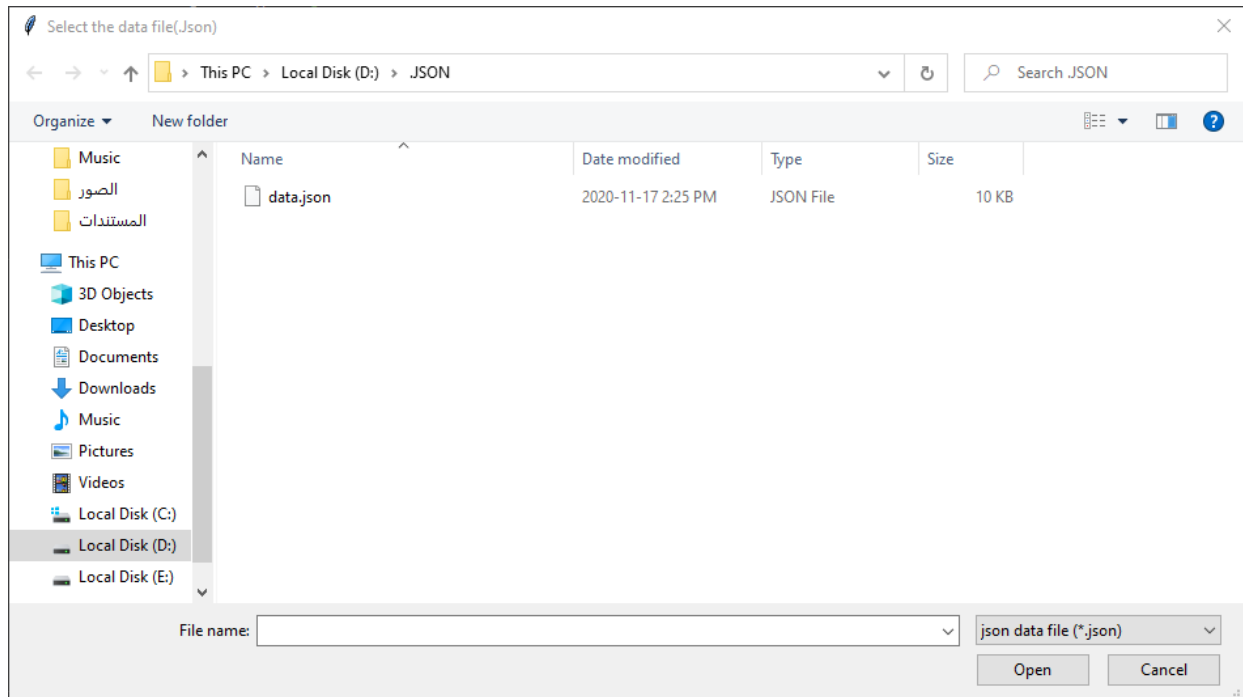 Select the data file(.Json)
This PC > Local Disk (D:) > .JSON
Search .JSON
Organize
New folder
Name
Date modified
Type
Size
data.json
2020-11-17 2:25 PM
JSON File
10 KB
Music
الصور
المستندات
This PC
3D Objects
Desktop
Documents
Downloads
Music
Pictures
Videos
Local Disk (C:)
Local Disk (D:)
Local Disk (E:)
File name:
json data file (*.json)
Open
Cancel